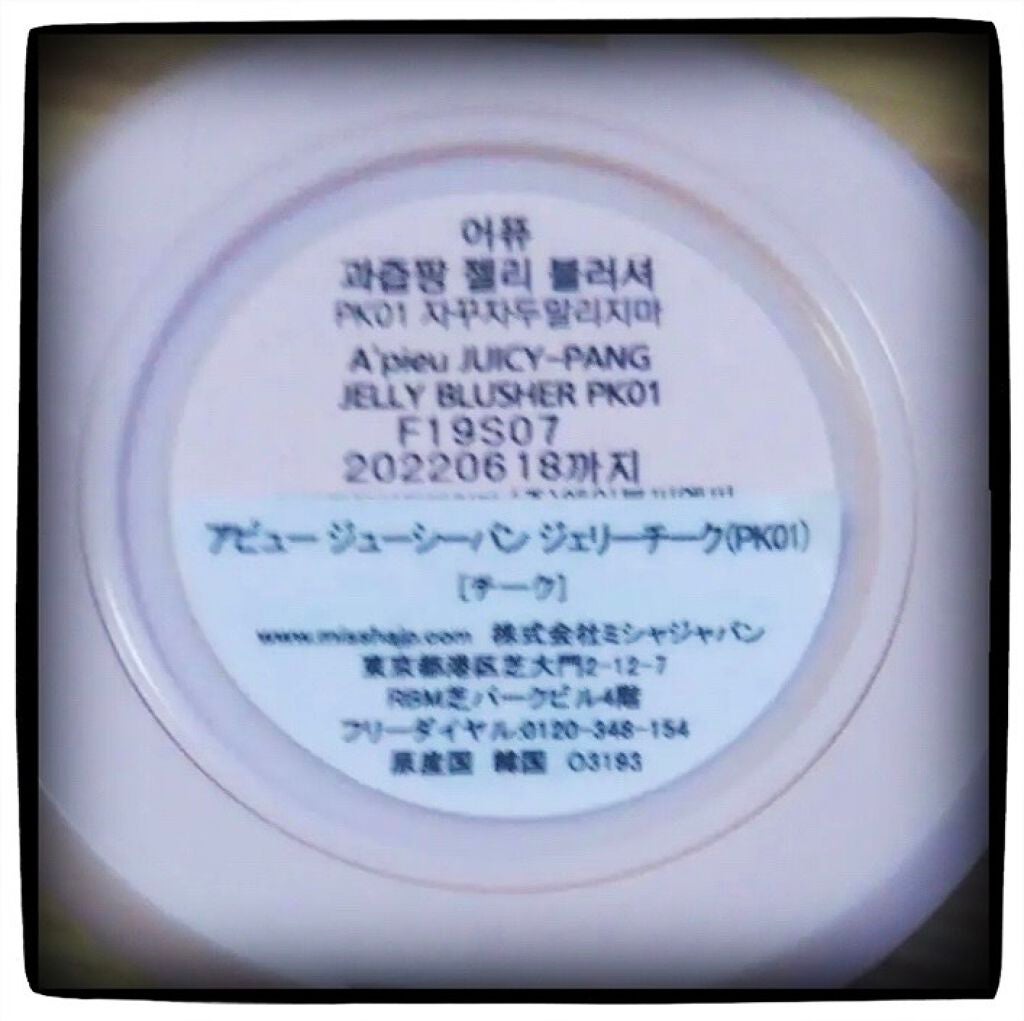 어퓨
과즙팡 젤리 블러셔
PK01 자꾸자두말리지마
A'pieu JUICY-PANG
JELLY BLUSHER PK01
F19S07
20220618까지
アピュー ジューシーパン ジェリーチーク(PK01)
[チーク]
www.misshajp.com 株式会社ミシャジャパン
東京都港区芝大門2-12-7
RBM芝パークビル4階
フリーダイヤル:0120-348-154
原産国 韓国 O3193